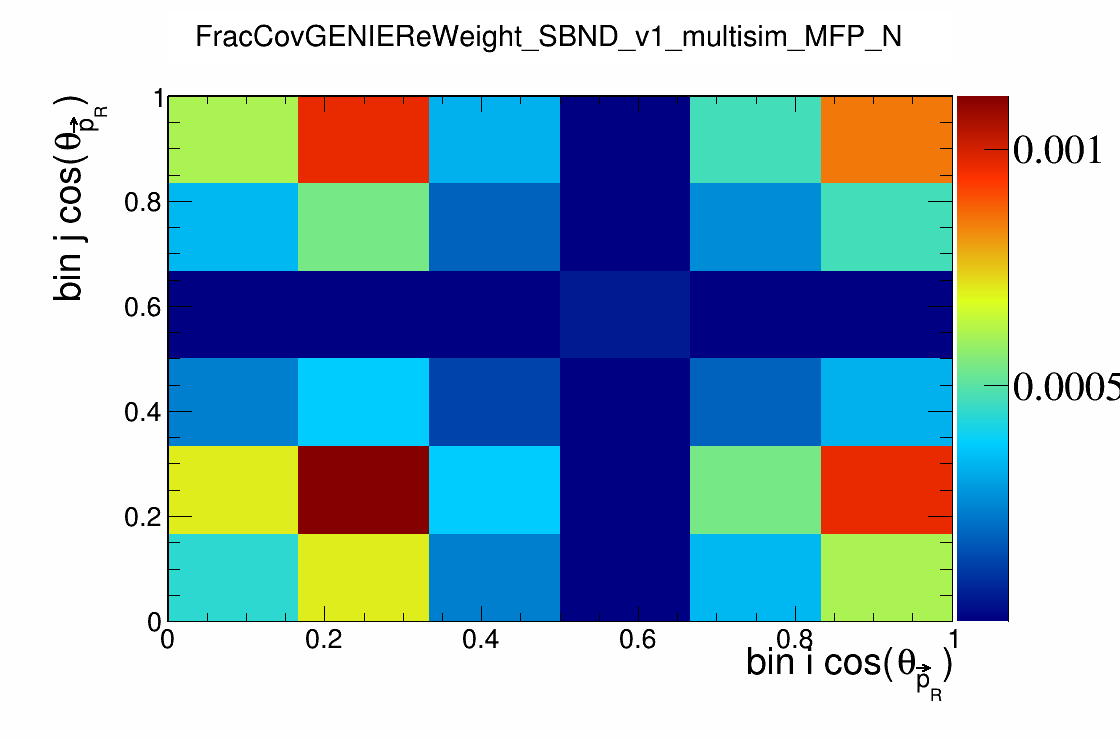 FracCovGENIEReWeight_SBND_v1_multisim_MFP_N
bin j cos(θ_p⃗_R)
1
0.8
0.6
0.4
0.2
0
0 0.2 0.4 0.6 0.8 1
bin i cos(θ_p⃗_R)
0.001
0.0005